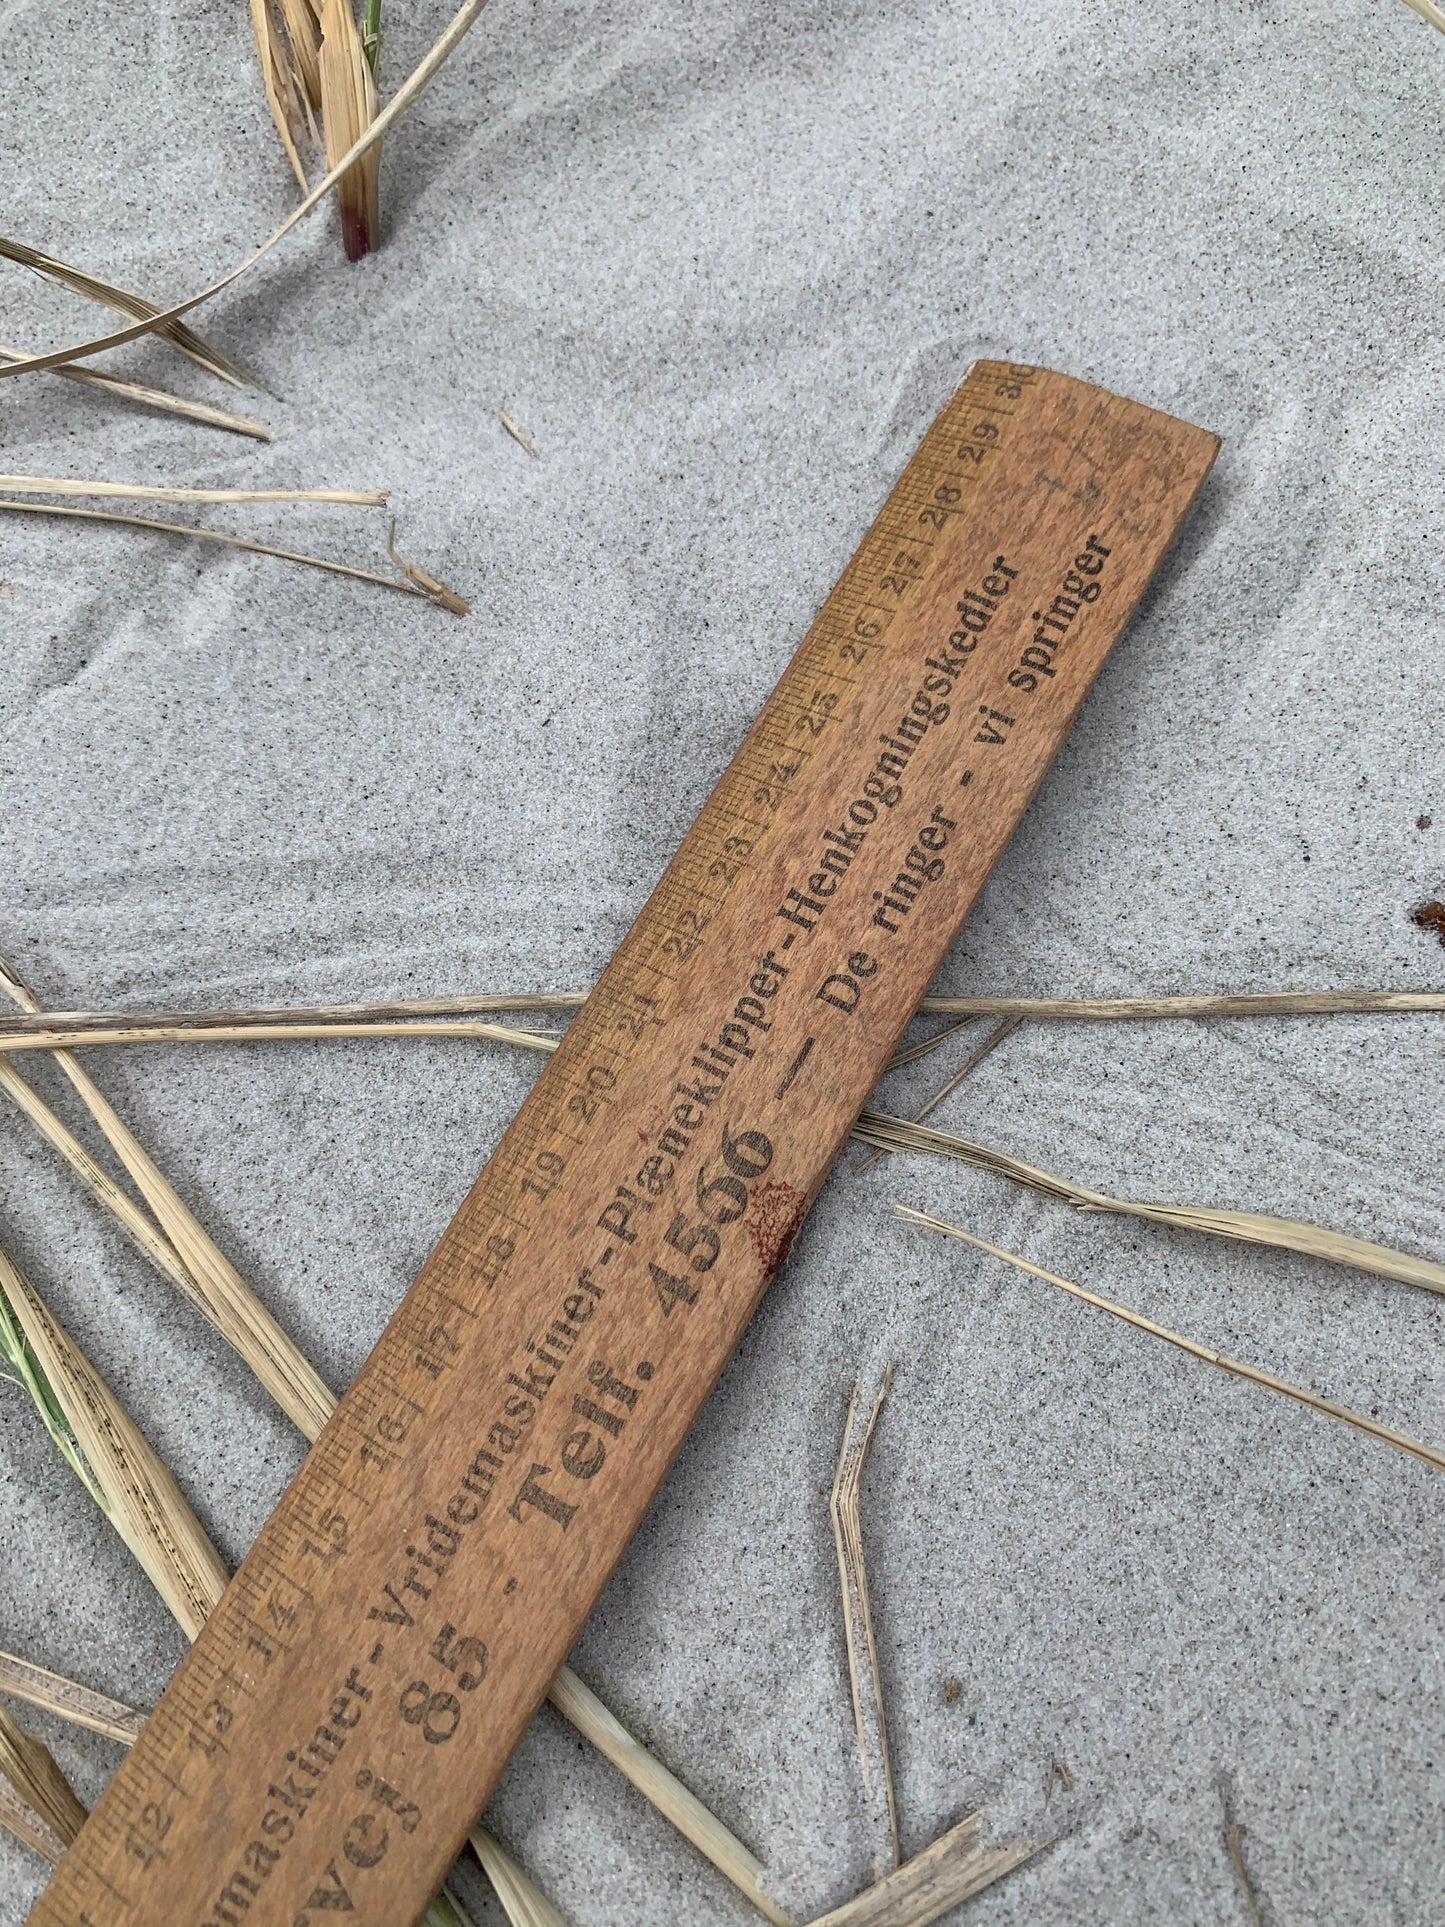 12 13 14 15 16 17 18 19 20 21 22 23 24 25 26 27 28 29 30
maskiner-Vridemaskiner-Plæneklipper-Henkogningskedler
vej 85 · Telf. 4566 — De ringer - vi springer